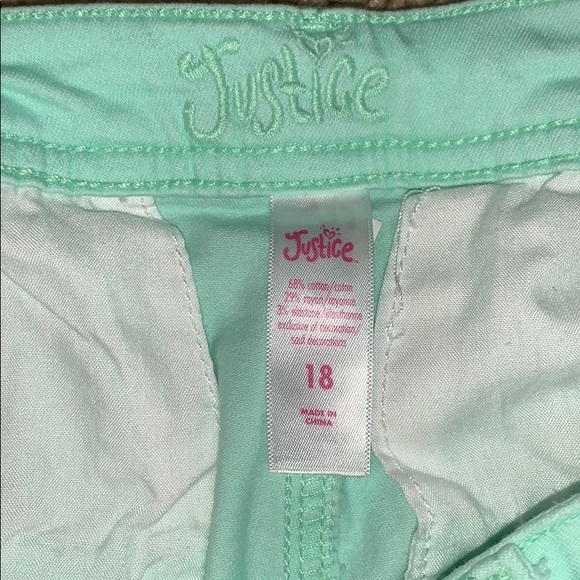 Justice
Justice
68% cotton/coton
29% rayon/rayonne
3% elastane/élasthanne
exclusive of decoration/
sauf décorations
18
MADE IN
CHINA